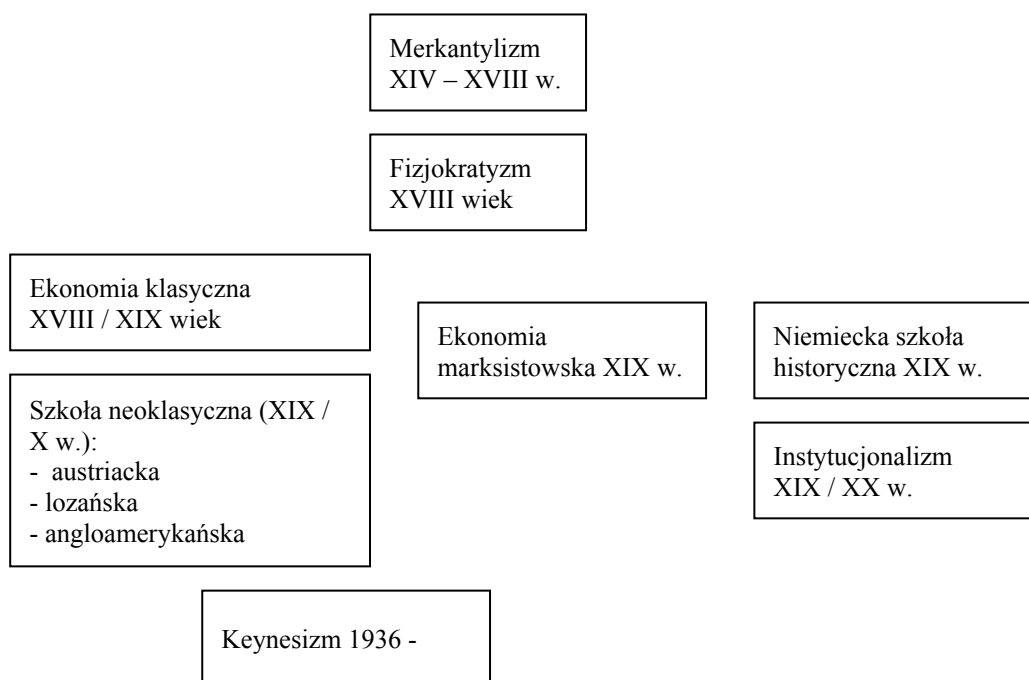 Merkantylizm
XIV – XVIII w.
Fizjokratyzm
XVIII wiek
Ekonomia klasyczna
XVIII / XIX wiek
Ekonomia
marksistowska XIX w.
Niemiecka szkoła
historyczna XIX w.
Szkoła neoklasyczna (XIX /
X w.):
- austriacka
- lozańska
- angloamerykańska
Instytucjonalizm
XIX / XX w.
Keynesizm 1936 -